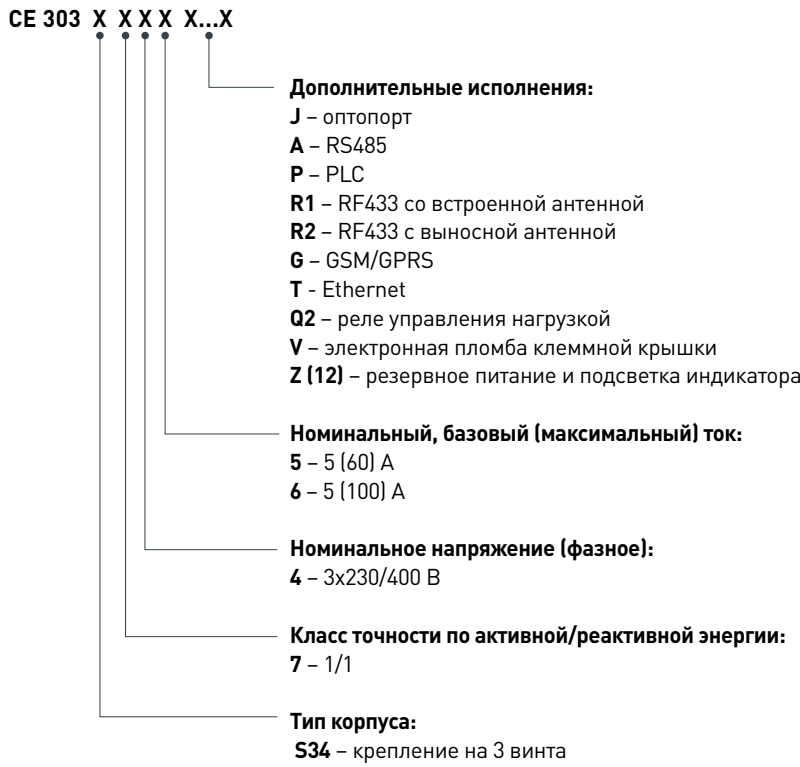 CE 303 X X X X X...X
Дополнительные исполнения:
J – оптопорт
A – RS485
P – PLC
R1 – RF433 со встроенной антенной
R2 – RF433 с выносной антенной
G – GSM/GPRS
T - Ethernet
Q2 – реле управления нагрузкой
V – электронная пломба клеммной крышки
Z (12) – резервное питание и подсветка индикатора
Номинальный, базовый (максимальный) ток:
5 – 5 (60) А
6 – 5 (100) А
Номинальное напряжение (фазное):
4 – 3х230/400 В
Класс точности по активной/реактивной энергии:
7 – 1/1
Тип корпуса:
S34 – крепление на 3 винта